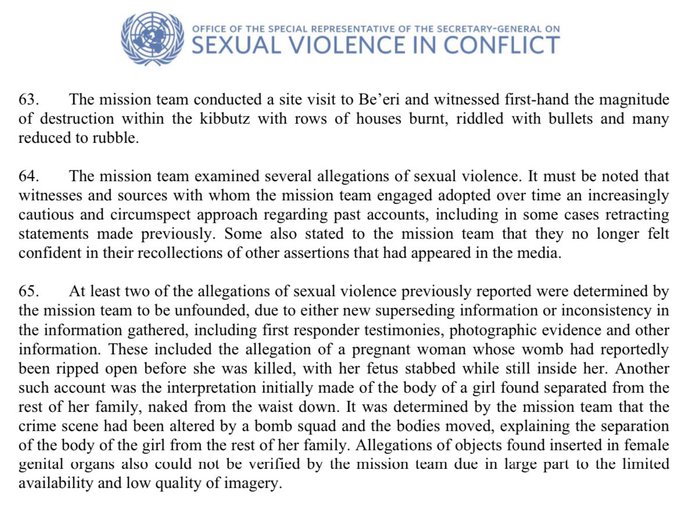 OFFICE OF THE SPECIAL REPRESENTATIVE OF THE SECRETARY-GENERAL ON
SEXUAL VIOLENCE IN CONFLICT
63. The mission team conducted a site visit to Be’eri and witnessed first-hand the magnitude
of destruction within the kibbutz with rows of houses burnt, riddled with bullets and many
reduced to rubble.
64. The mission team examined several allegations of sexual violence. It must be noted that
witnesses and sources with whom the mission team engaged adopted over time an increasingly
cautious and circumspect approach regarding past accounts, including in some cases retracting
statements made previously. Some also stated to the mission team that they no longer felt
confident in their recollections of other assertions that had appeared in the media.
65. At least two of the allegations of sexual violence previously reported were determined by
the mission team to be unfounded, due to either new superseding information or inconsistency in
the information gathered, including first responder testimonies, photographic evidence and other
information. These included the allegation of a pregnant woman whose womb had reportedly
been ripped open before she was killed, with her fetus stabbed while still inside her. Another
such account was the interpretation initially made of the body of a girl found separated from the
rest of her family, naked from the waist down. It was determined by the mission team that the
crime scene had been altered by a bomb squad and the bodies moved, explaining the separation
of the body of the girl from the rest of her family. Allegations of objects found inserted in female
genital organs also could not be verified by the mission team due in large part to the limited
availability and low quality of imagery.